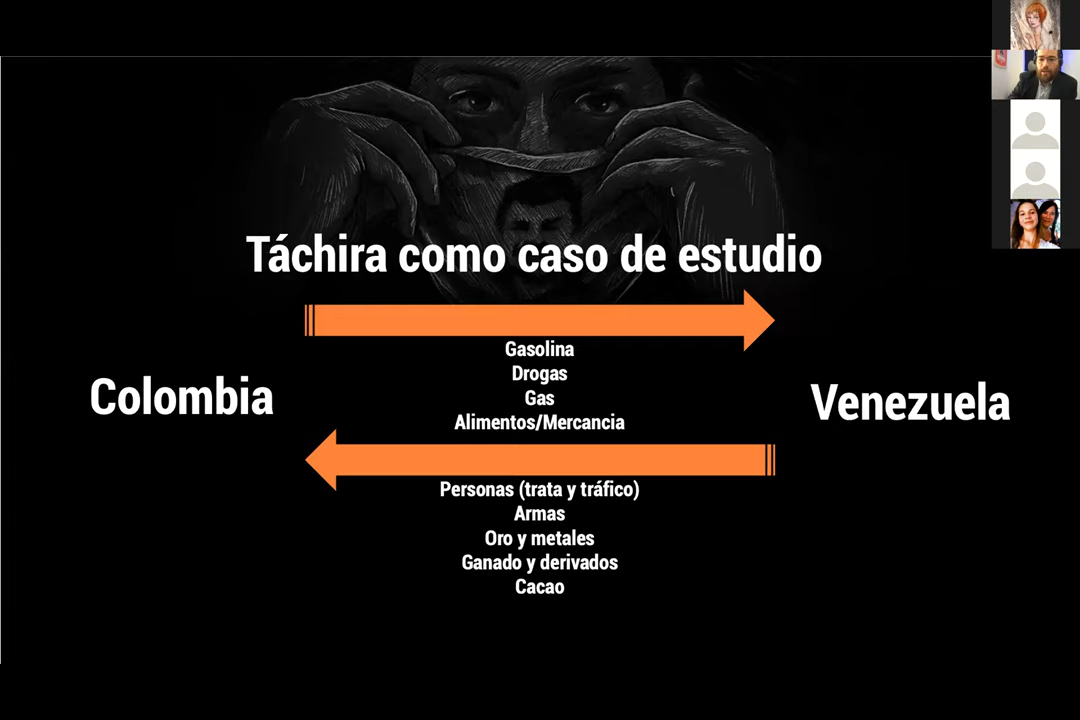 Táchira como caso de estudio
Gasolina
Drogas
Gas
Alimentos/Mercancia
Colombia
Venezuela
Personas (trata y tráfico)
Armas
Oro y metales
Ganado y derivados
Cacao